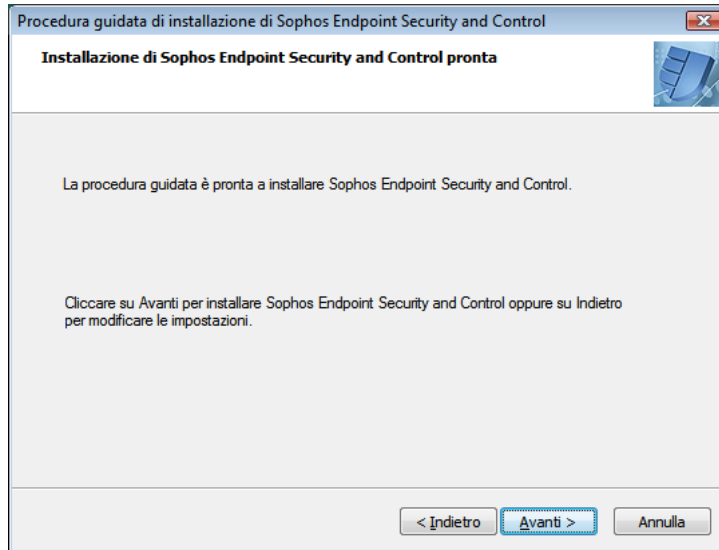 Procedura guidata di installazione di Sophos Endpoint Security and Control
Installazione di Sophos Endpoint Security and Control pronta
La procedura guidata è pronta a installare Sophos Endpoint Security and Control.
Cliccare su Avanti per installare Sophos Endpoint Security and Control oppure su Indietro
per modificare le impostazioni.
< Indietro
Avanti >
Annulla